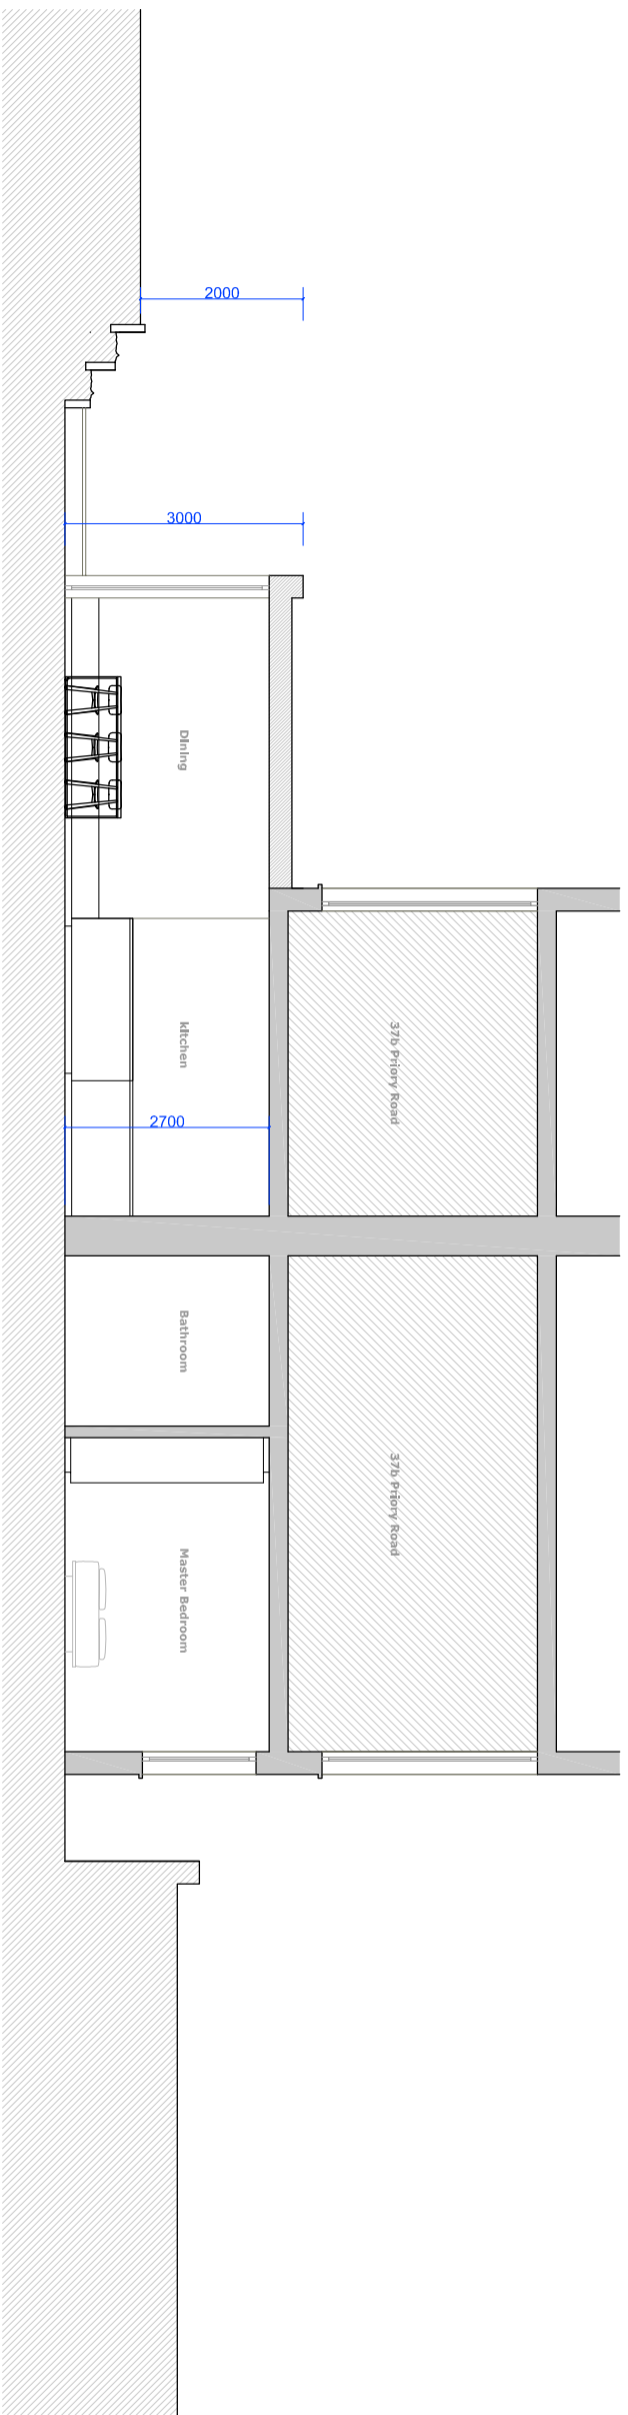 2000
3000
Dining
kitchen
37b Priory Road
2700
Bathroom
37b Priory Road
Master Bedroom